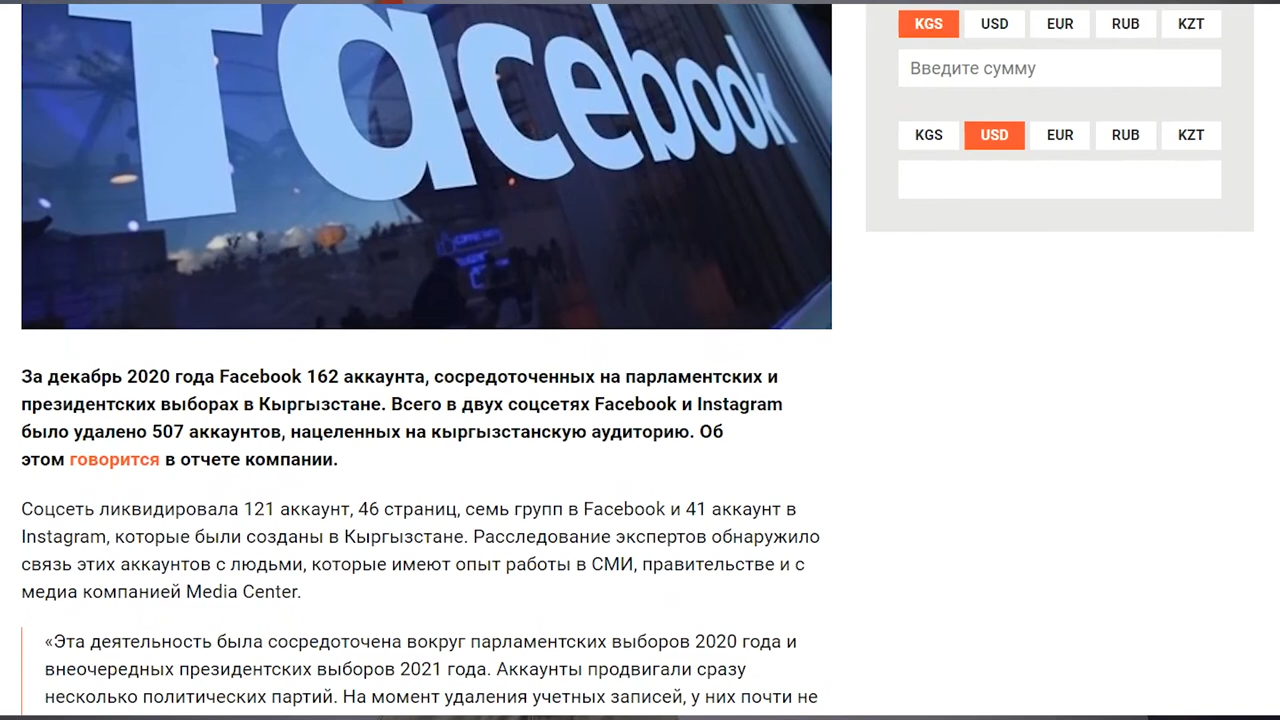 facebook
За декабрь 2020 года Facebook 162 аккаунта, сосредоточенных на парламентских и
президентских выборах в Кыргызстане. Всего в двух соцсетях Facebook и Instagram
было удалено 507 аккаунтов, нацеленных на кыргызстанскую аудиторию. Об
этом говорится в отчете компании.
Соцсеть ликвидировала 121 аккаунт, 46 страниц, семь групп в Facebook и 41 аккаунт в
Instagram, которые были созданы в Кыргызстане. Расследование экспертов обнаружило
связь этих аккаунтов с людьми, которые имеют опыт работы в СМИ, правительстве и с
медиа компанией Media Center.
«Эта деятельность была сосредоточена вокруг парламентских выборов 2020 года и
внеочередных президентских выборов 2021 года. Аккаунты продвигали сразу
несколько политических партий. На момент удаления учетных записей, у них почти не
KGS USD EUR RUB KZT
Введите сумму
KGS USD EUR RUB KZT